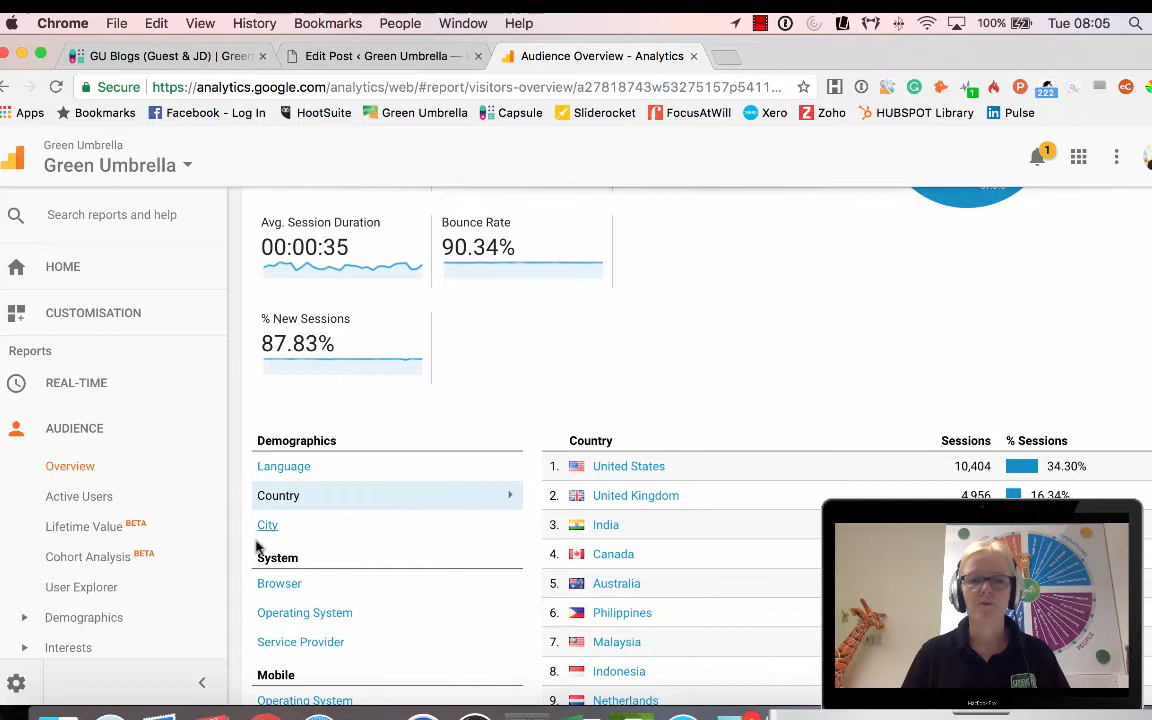 Chrome File Edit View History Bookmarks People Window Help 100% Tue 08:05
GU Blogs (Guest & JD) | Green × Edit Post ‹ Green Umbrella — × Audience Overview - Analytics ×
Secure https://analytics.google.com/analytics/web/#report/visitors-overview/a27818743w53275157p5411... 222 1 eC
Apps Bookmarks Facebook - Log In HootSuite Green Umbrella Capsule Sliderocket FocusAtWill Xero Zoho HUBSPOT Library Pulse
Green Umbrella
Green Umbrella 1
Search reports and help
HOME
CUSTOMISATION
Reports
REAL-TIME
AUDIENCE
Overview
Active Users
Lifetime Value BETA
Cohort Analysis BETA
User Explorer
Demographics
Interests
Avg. Session Duration
00:00:35
Bounce Rate
90.34%
% New Sessions
87.83%
Demographics
Language
Country
City
System
Browser
Operating System
Service Provider
Mobile
Operating System
Country Sessions % Sessions
1. United States 10,404 34.30%
2. United Kingdom 4,956 16.34%
3. India
4. Canada
5. Australia
6. Philippines
7. Malaysia
8. Indonesia
9. Netherlands
PEOPLE
MacBook Pro